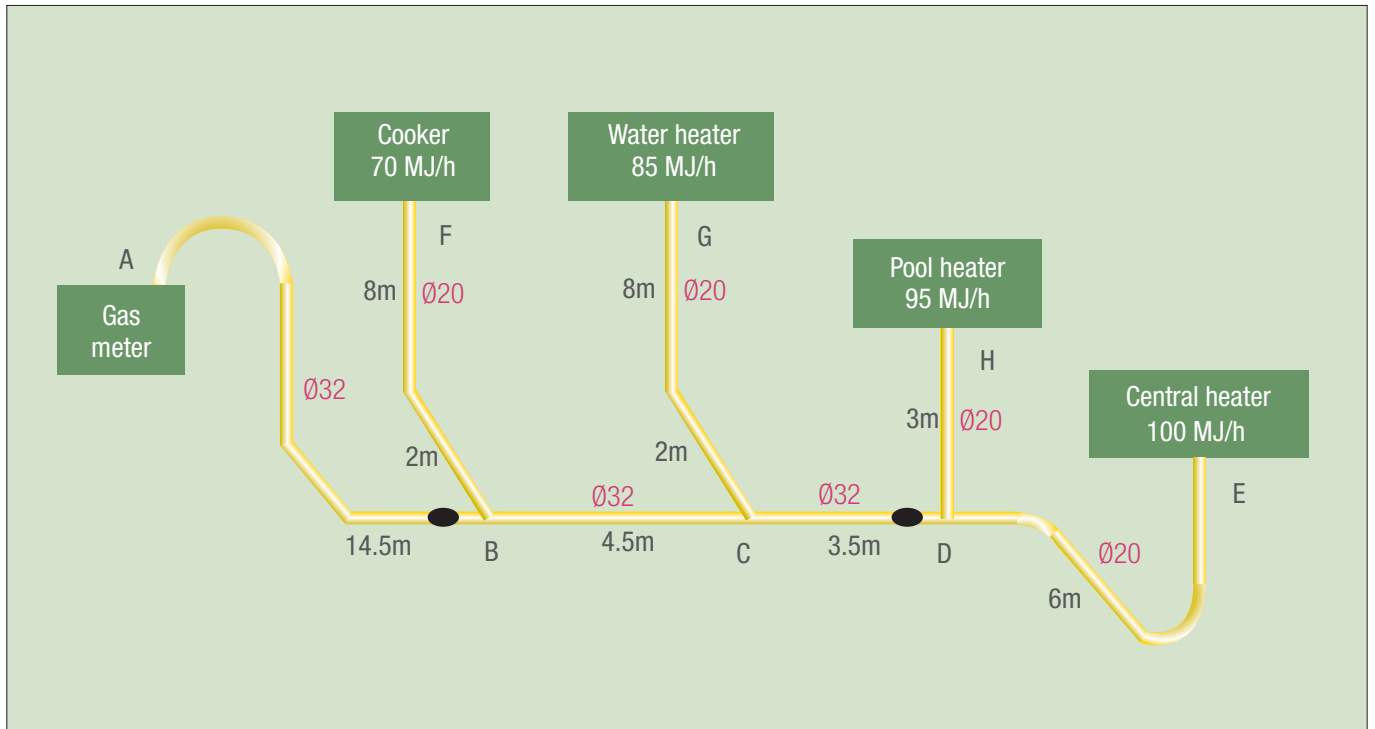 A
Gas
meter
Ø32
14.5m
Cooker
70 MJ/h
F
8m
Ø20
2m
B
Ø32
4.5m
Water heater
85 MJ/h
G
8m
Ø20
2m
C
Ø32
3.5m
Pool heater
95 MJ/h
H
3m
Ø20
D
Central heater
100 MJ/h
E
Ø20
6m